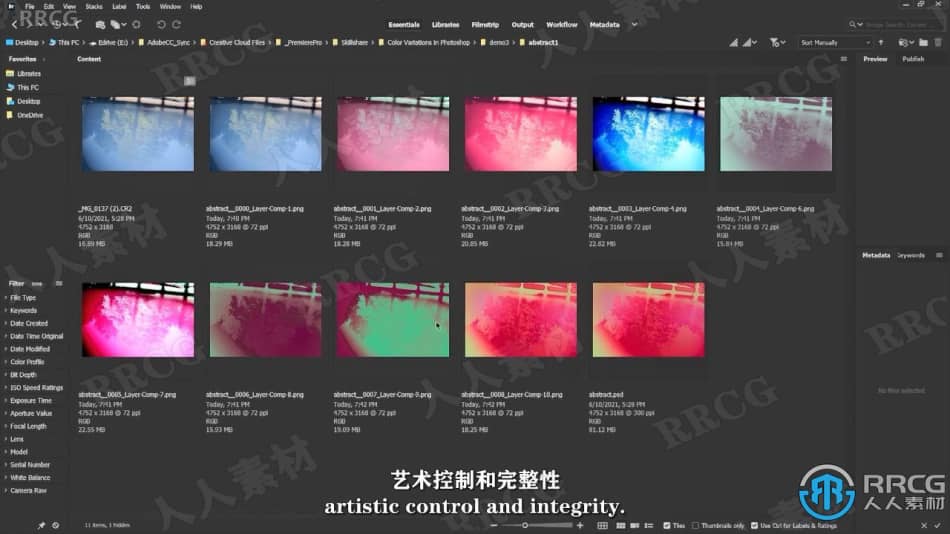 File Edit View Stacks Label Tools Window Help
RRCG
Essentials Libraries Filmstrip Output Workflow Metadata
Desktop This PC Edrive (E:) AdobeCC_Sync Creative Cloud Files _PremierePro Skillshare Color Variations In Photoshop demo3 abstract1
Sort Manually
Favorites
Libraries
This PC
Desktop
OneDrive
Content
Preview Publish
_MG_0137 (2).CR2
6/10/2021, 5:28 PM
4752 x 3168
RGB
16.89 MB
abstract__0000_Layer-Comp-1.png
Today, 7:40 PM
4752 x 3168 @ 72 ppi
RGB
18.29 MB
abstract__0001_Layer-Comp-2.png
Today, 7:41 PM
4752 x 3168 @ 72 ppi
RGB
18.28 MB
abstract__0002_Layer-Comp-3.png
Today, 7:41 PM
4752 x 3168 @ 72 ppi
RGB
20.85 MB
abstract__0003_Layer-Comp-4.png
Today, 7:41 PM
4752 x 3168 @ 72 ppi
RGB
22.82 MB
abstract__0004_Layer-Comp-6.png
Today, 7:41 PM
4752 x 3168 @ 72 ppi
RGB
15.84 MB
Metadata Keywords
No files selected
Filter
File Type
Keywords
Date Created
Date Time Original
Date Modified
Color Profile
Bit Depth
ISO Speed Ratings
Exposure Time
Aperture Value
Focal Length
Lens
Model
Serial Number
White Balance
Camera Raw
abstract__0005_Layer-Comp-7.png
Today, 7:41 PM
4752 x 3168 @ 72 ppi
RGB
22.55 MB
abstract__0006_Layer-Comp-8.png
Today, 7:42 PM
4752 x 3168 @ 72 ppi
RGB
15.93 MB
abstract__0007_Layer-Comp-9.png
Today, 7:42 PM
4752 x 3168 @ 72 ppi
RGB
19.09 MB
abstract__0008_Layer-Comp-10.png
Today, 7:42 PM
4752 x 3168 @ 72 ppi
RGB
18.25 MB
abstract.psd
6/10/2021, 5:28 PM
4752 x 3168 @ 300 ppi
RGB
81.12 MB
艺术控制和完整性
artistic control and integrity.
RRCG
人人素材
11 items, 3 hidden
Tiles Thumbnails only Use Ctrl for Labels & Ratings